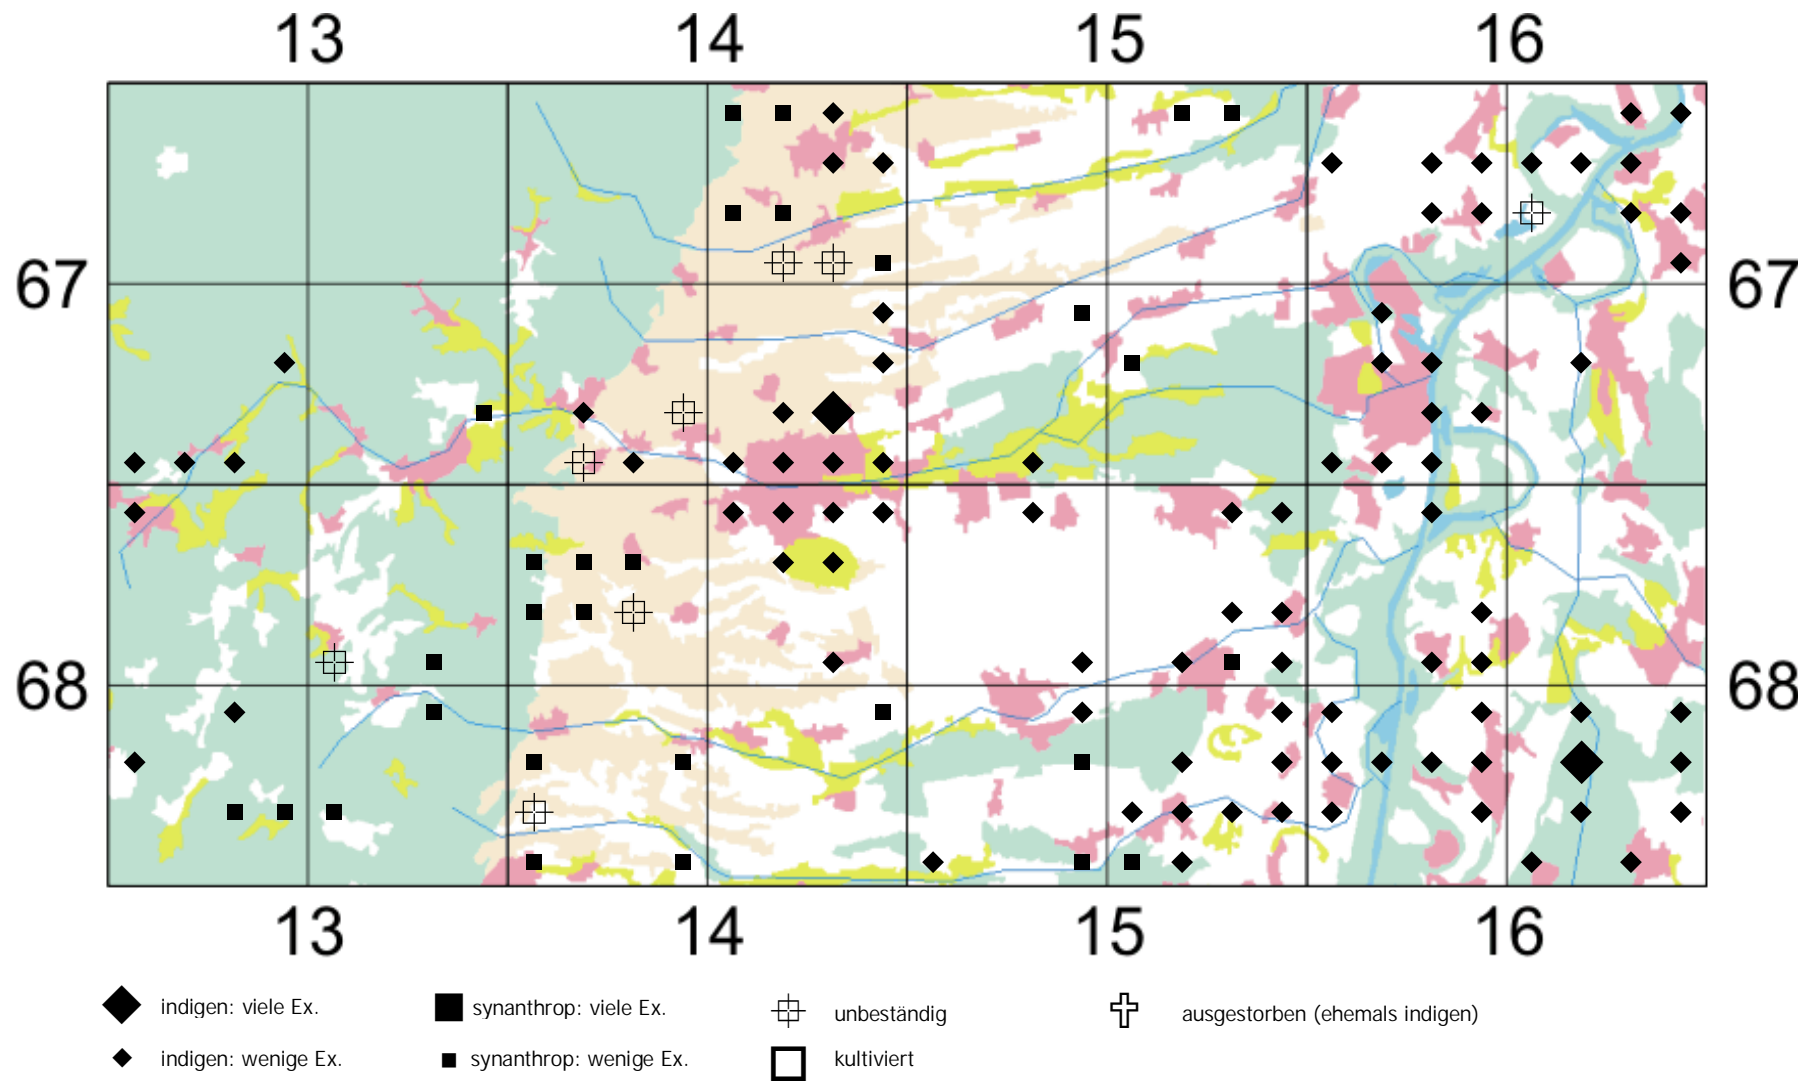 13 14 15 16
67 67
68 68
13 14 15 16
indigen: viele Ex. synanthrop: viele Ex. unbeständig ausgestorben (ehemals indigen)
indigen: wenige Ex. synanthrop: wenige Ex. kultiviert